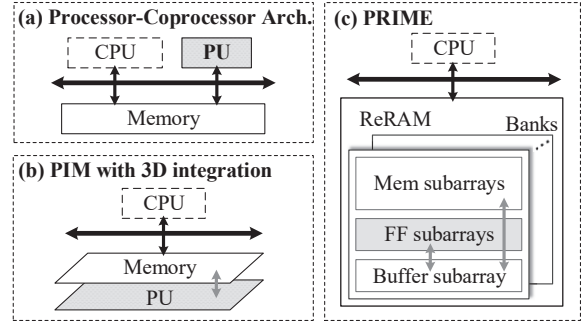 (a) Processor-Coprocessor Arch.
CPU
PU
Memory
(b) PIM with 3D integration
CPU
Memory
PU
(c) PRIME
CPU
ReRAM
Banks
Mem subarrays
FF subarrays
Buffer subarray